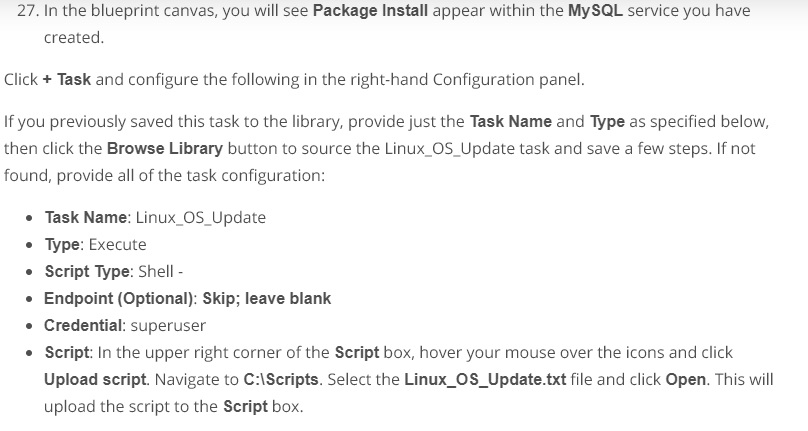 27. In the blueprint canvas, you will see Package Install appear within the MySQL service you have
created.
Click + Task and configure the following in the right-hand Configuration panel.
If you previously saved this task to the library, provide just the Task Name and Type as specified below,
then click the Browse Library button to source the Linux_OS_Update task and save a few steps. If not
found, provide all of the task configuration:
• Task Name: Linux_OS_Update
• Type: Execute
• Script Type: Shell -
• Endpoint (Optional): Skip; leave blank
• Credential: superuser
• Script: In the upper right corner of the Script box, hover your mouse over the icons and click
Upload script. Navigate to C:\Scripts. Select the Linux_OS_Update.txt file and click Open. This will
upload the script to the Script box.